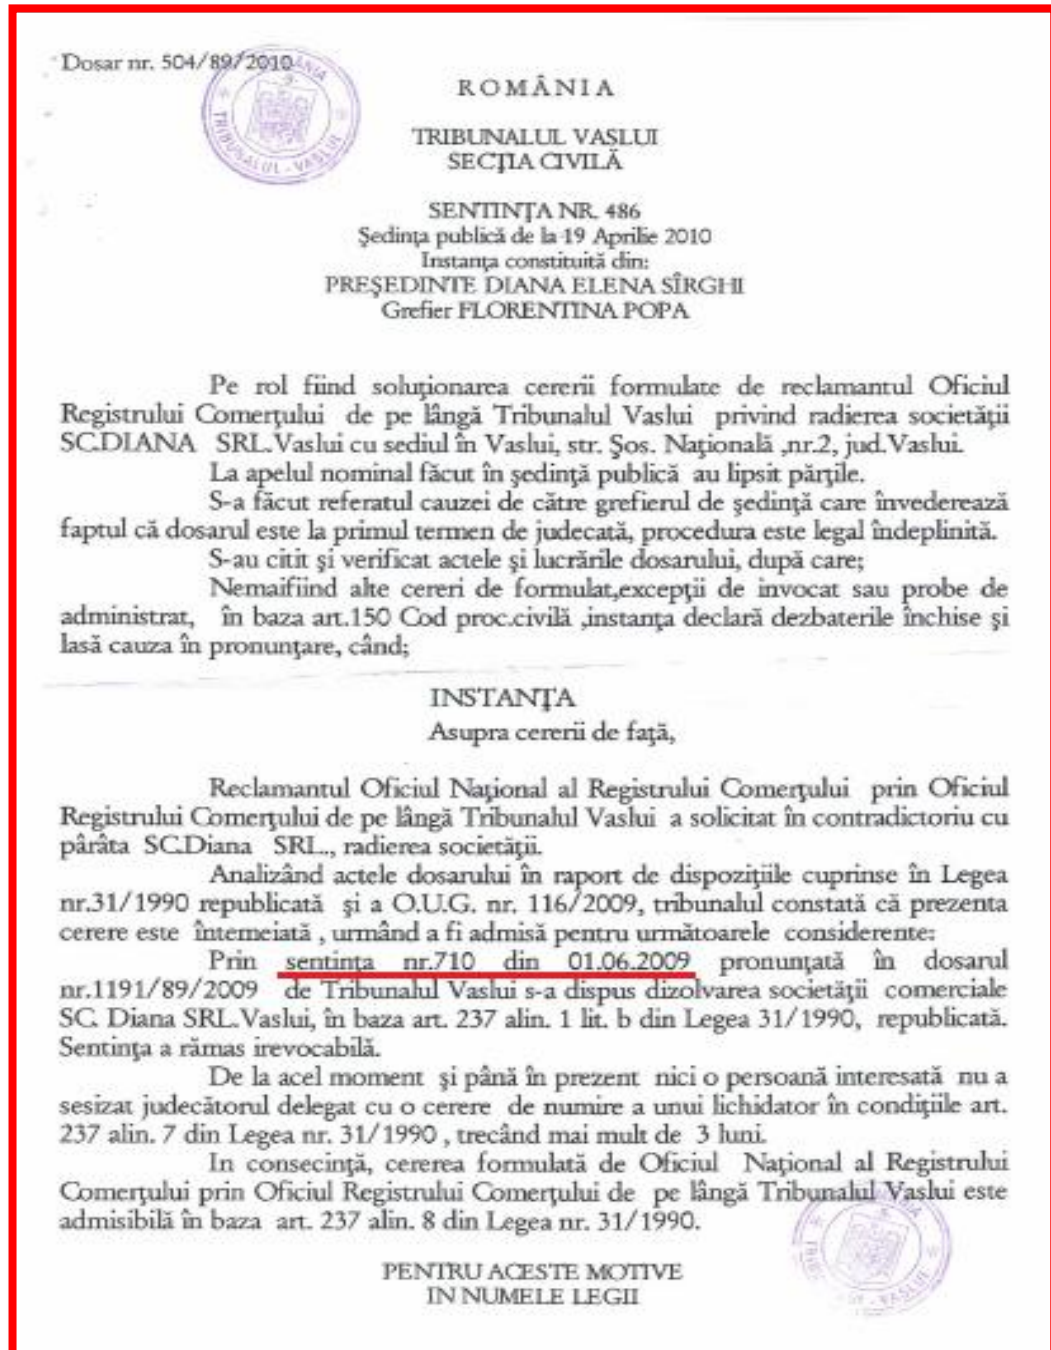 Dosar nr. 504/89/2010
ROMÂNIA
TRIBUNALUL VASLUI
ROMÂNIA
TRIBUNALUL VASLUI
SECŢIA CIVILĂ
SENTINŢA NR. 486
Şedinţa publică de la 19 Aprilie 2010
Instanţa constituită din:
PREŞEDINTE DIANA ELENA SÎRGHI
Grefier FLORENTINA POPA
Pe rol fiind soluţionarea cererii formulate de reclamantul Oficiul
Registrului Comerţului de pe lângă Tribunalul Vaslui privind radierea societăţii
SC.DIANA SRL.Vaslui cu sediul în Vaslui, str. Şos. Naţională ,nr.2, jud.Vaslui.
La apelul nominal făcut în şedinţă publică au lipsit părţile.
S-a făcut referatul cauzei de către grefierul de şedinţă care învederează
faptul că dosarul este la primul termen de judecată, procedura este legal îndeplinită.
S-au citit şi verificat actele şi lucrările dosarului, după care;
Nemaifiind alte cereri de formulat,excepţii de invocat sau probe de
administrat, în baza art.150 Cod proc.civilă ,instanţa declară dezbaterile închise şi
lasă cauza în pronunţare, când;
INSTANŢA
Asupra cererii de faţă,
Reclamantul Oficiul Naţional al Registrului Comerţului prin Oficiul
Registrului Comerţului de pe lângă Tribunalul Vaslui a solicitat în contradictoriu cu
pârâta SC.Diana SRL., radierea societăţii.
Analizând actele dosarului în raport de dispoziţiile cuprinse în Legea
nr.31/1990 republicată şi a O.U.G. nr. 116/2009, tribunalul constată că prezenta
cerere este întemeiată , urmând a fi admisă pentru următoarele considerente:
Prin sentinţa nr.710 din 01.06.2009 pronunţată în dosarul
nr.1191/89/2009 de Tribunalul Vaslui s-a dispus dizolvarea societăţii comerciale
SC. Diana SRL.Vaslui, în baza art. 237 alin. 1 lit. b din Legea 31/1990, republicată.
Sentinţa a rămas irevocabilă.
De la acel moment şi până în prezent nici o persoană interesată nu a
sesizat judecătorul delegat cu o cerere de numire a unui lichidator în condiţiile art.
237 alin. 7 din Legea nr. 31/1990 , trecând mai mult de 3 luni.
In consecinţă, cererea formulată de Oficiul Naţional al Registrului
Comerţului prin Oficiul Registrului Comerţului de pe lângă Tribunalul Vaslui este
admisibilă în baza art. 237 alin. 8 din Legea nr. 31/1990.
PENTRU ACESTE MOTIVE
IN NUMELE LEGII